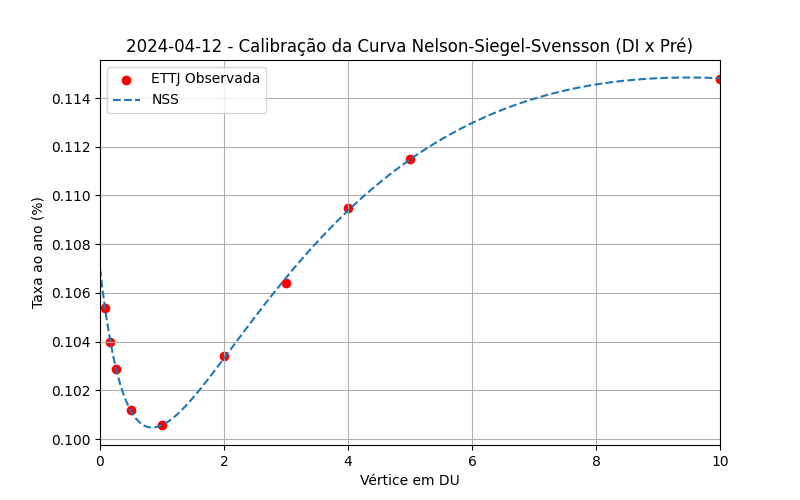 2024-04-12 - Calibração da Curva Nelson-Siegel-Svensson (DI x Pré)
ETTJ Observada
NSS
Taxa ao ano (%)
0.114
0.112
0.110
0.108
0.106
0.104
0.102
0.100
0 2 4 6 8 10
Vértice em DU